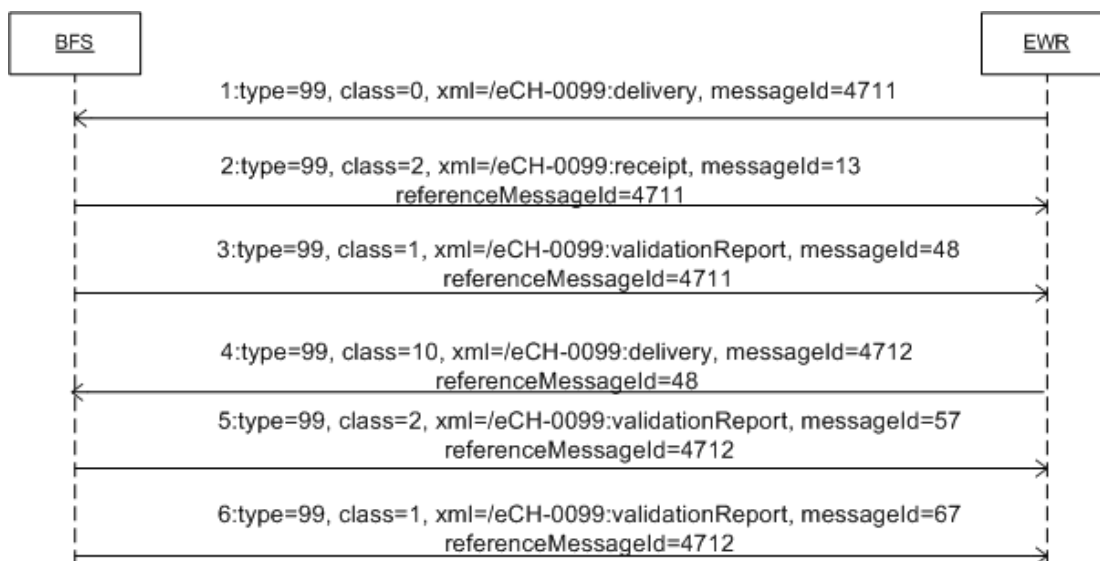 BFS
EWR
1:type=99, class=0, xml=/eCH-0099:delivery, messageId=4711
2:type=99, class=2, xml=/eCH-0099:receipt, messageId=13
referenceMessageId=4711
3:type=99, class=1, xml=/eCH-0099:validationReport, messageId=48
referenceMessageId=4711
4:type=99, class=10, xml=/eCH-0099:delivery, messageId=4712
referenceMessageId=48
5:type=99, class=2, xml=/eCH-0099:validationReport, messageId=57
referenceMessageId=4712
6:type=99, class=1, xml=/eCH-0099:validationReport, messageId=67
referenceMessageId=4712